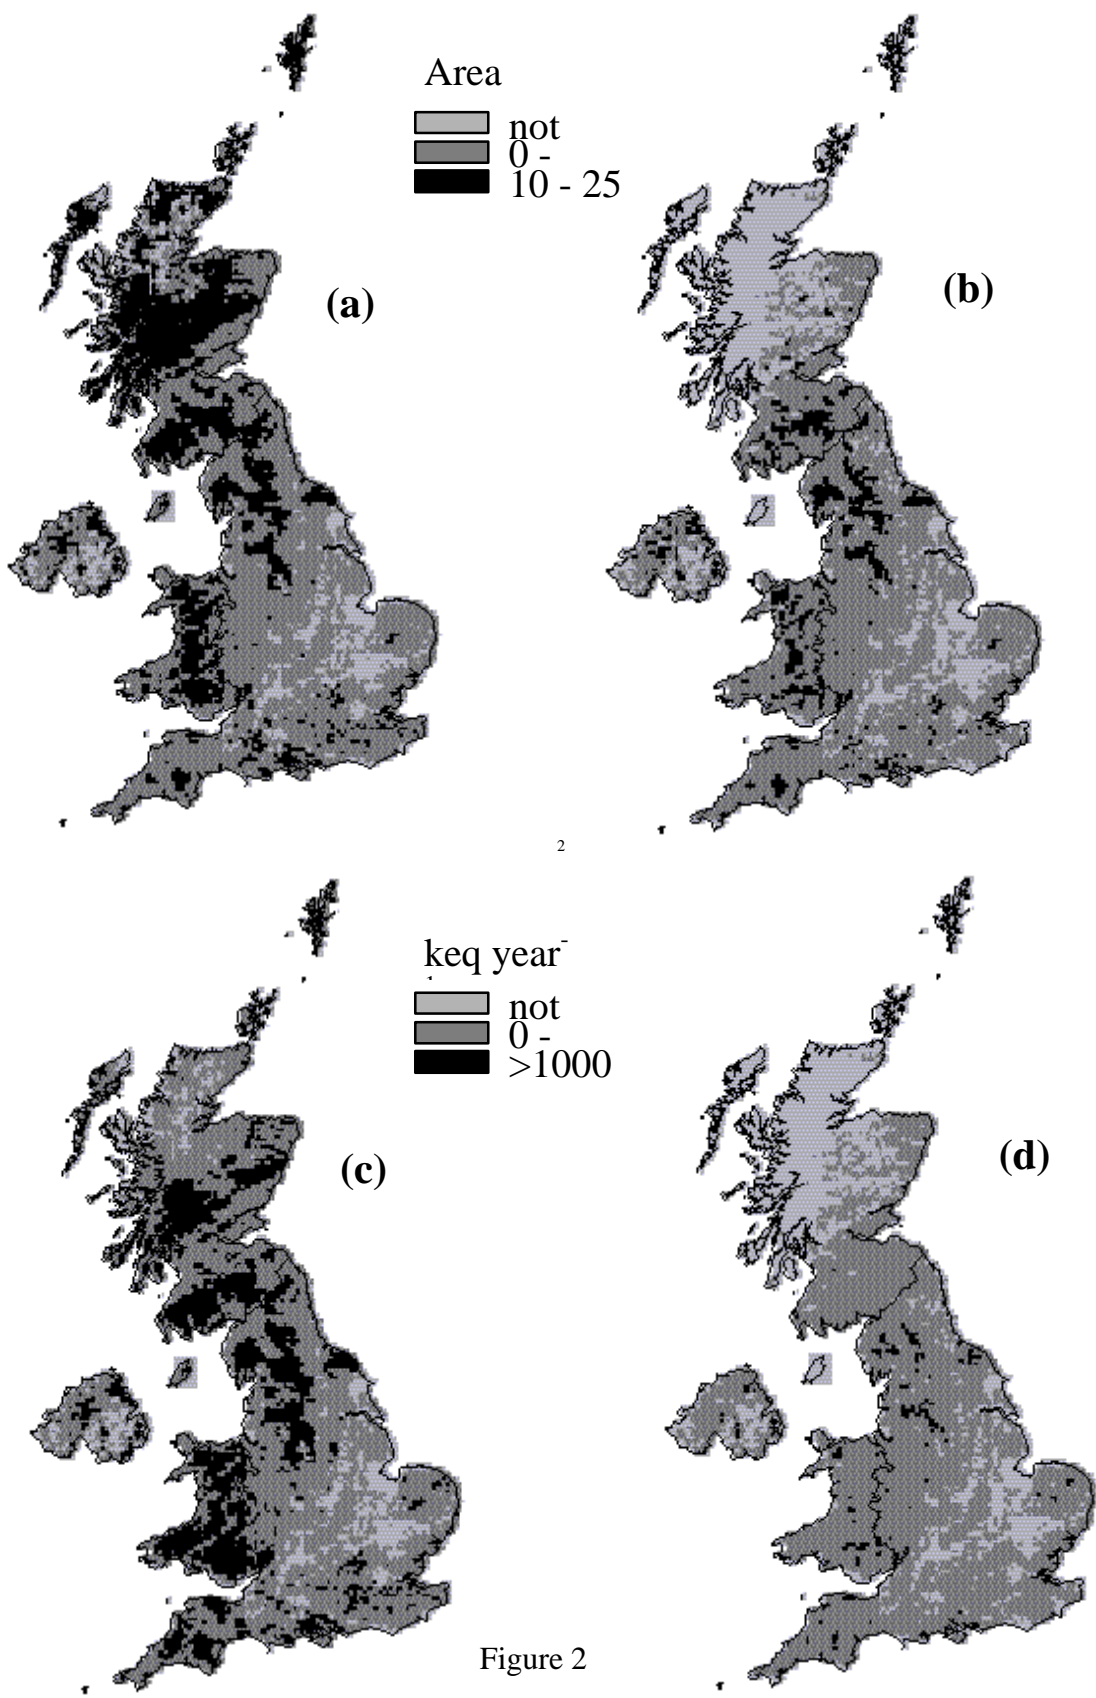 Area
not
0 -
10 - 25
(a)
(b)
2
keq year-
not
0 -
>1000
(c)
(d)
Figure 2